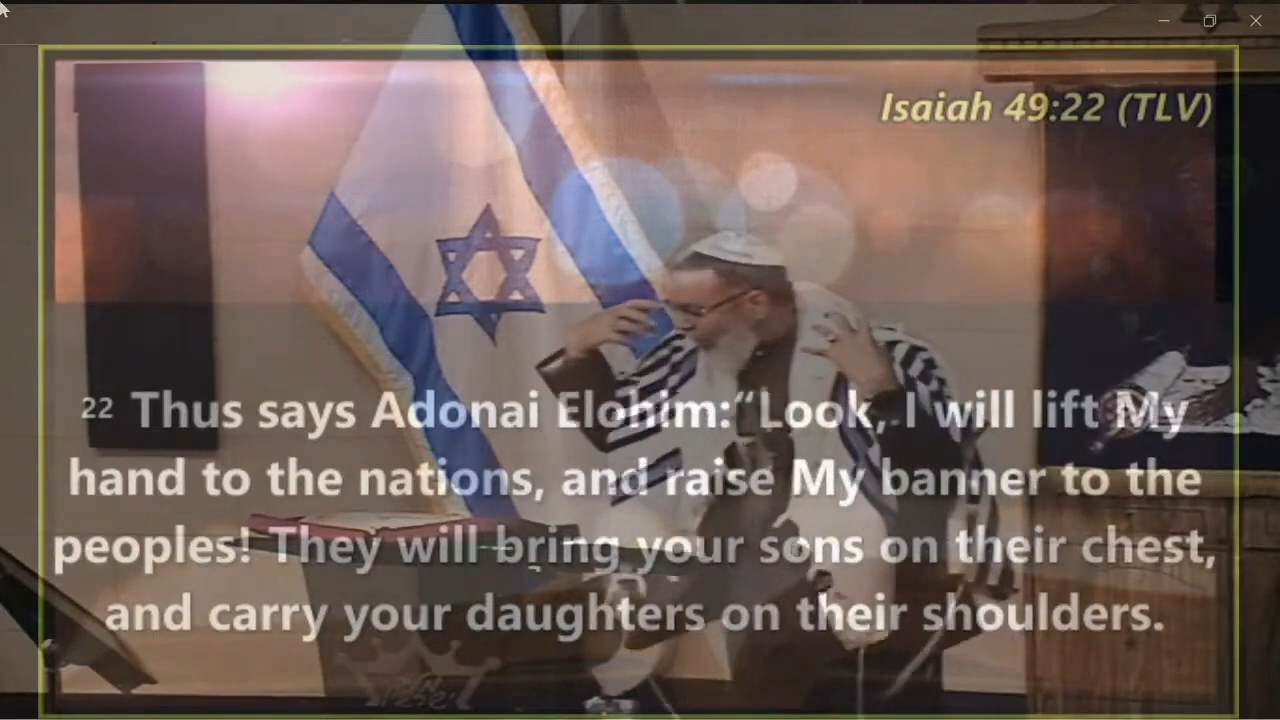 Isaiah 49:22 (TLV)
22 Thus says Adonai Elohim:“Look, I will lift My
hand to the nations, and raise My banner to the
peoples! They will bring your sons on their chest,
and carry your daughters on their shoulders.